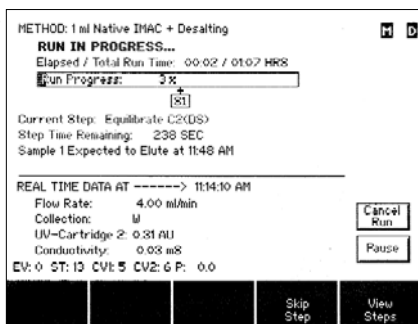 METHOD: 1 ml Native IMAC + Desalting
M D
RUN IN PROGRESS...
Elapsed / Total Run Time: 00:02 / 01:07 HRS
Run Progress: 3%
S1
Current Step: Equilibrate C2(DS)
Step Time Remaining: 238 SEC
Sample 1 Expected to Elute at 11:48 AM
REAL TIME DATA AT ------> 11:14:10 AM
Flow Rate: 4.00 ml/min
Collection: W
UV-Cartridge 2: 0.31 AU
Conductivity: 0.03 mS
Cancel Run
Pause
EV: 0 ST: 13 CV1: 5 CV2: 6 P: 0.0
Skip Step
View Steps